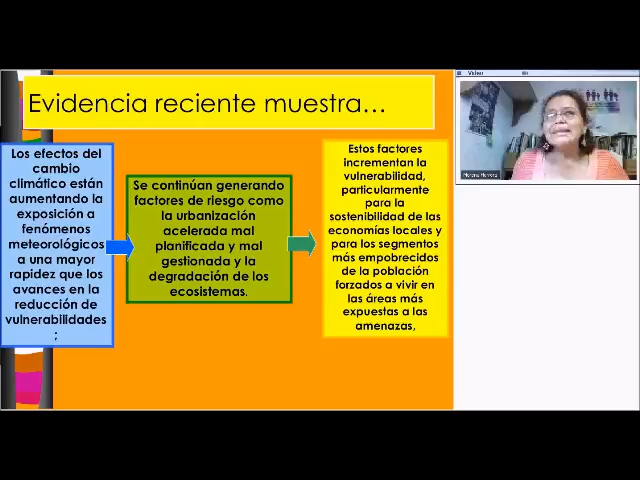 Evidencia reciente muestra...
Los efectos del
cambio
climático están
aumentando la
exposición a
fenómenos
meteorológicos
a una mayor
rapidez que los
avances en la
reducción de
vulnerabilidades
;
Se continúan generando
factores de riesgo como
la urbanización
acelerada mal
planificada y mal
gestionada y la
degradación de los
ecosistemas.
Estos factores
incrementan la
vulnerabilidad,
particularmente
para la
sostenibilidad de las
economías locales y
para los segmentos
más empobrecidos
de la población
forzados a vivir en
las áreas más
expuestas a las
amenazas,
Video
Herrera